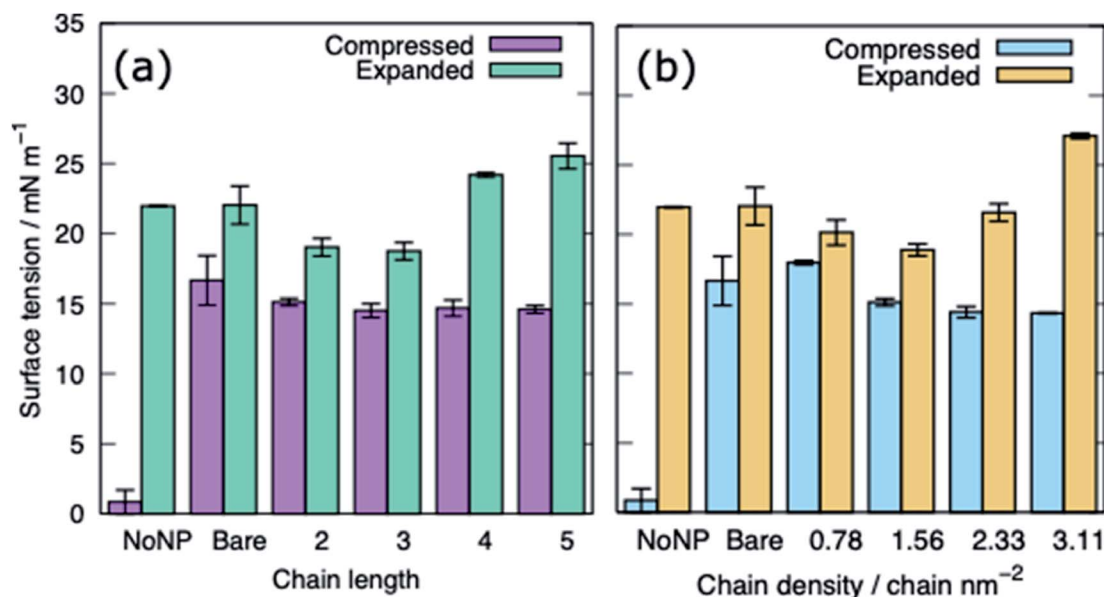 Surface tension / mN m⁻¹
35
30
25
20
15
10
5
0
(a)
Compressed
Expanded
NoNP Bare 2 3 4 5
Chain length
(b)
Compressed
Expanded
NoNP Bare 0.78 1.56 2.33 3.11
Chain density / chain nm⁻²